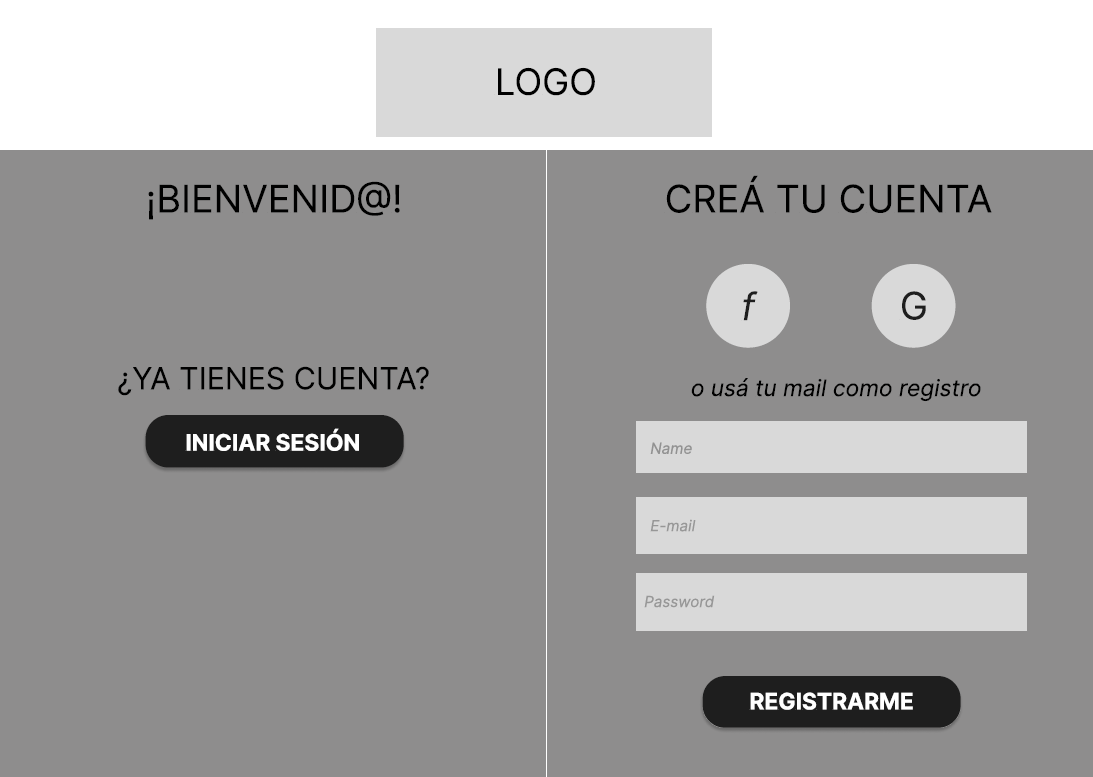 LOGO
¡BIENVENID@!
¿YA TIENES CUENTA?
INICIAR SESIÓN
CREÁ TU CUENTA
f
G
o usá tu mail como registro
Name
E-mail
Password
REGISTRARME